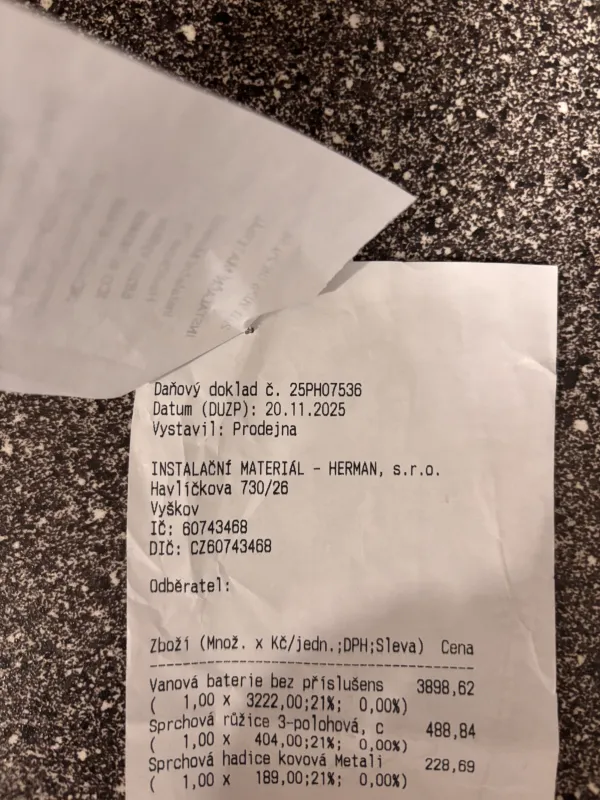 Daňový doklad č. 25PH07536
Datum (DUZP): 20.11.2025
Vystavil: Prodejna
INSTALAČNÍ MATERIÁL - HERMAN, s.r.o.
Havlíčkova 730/26
Vyškov
IČ: 60743468
DIČ: CZ60743468
Odběratel:
Zboží (Množ. x Kč/jedn.;DPH;Sleva) Cena
Vanová baterie bez příslušens 3898,62
( 1,00 x 3222,00;21%; 0,00%)
Sprchová růžice 3-polohová, c 488,84
( 1,00 x 404,00;21%; 0,00%)
Sprchová hadice kovová Metali 228,69
( 1,00 x 189,00;21%; 0,00%)